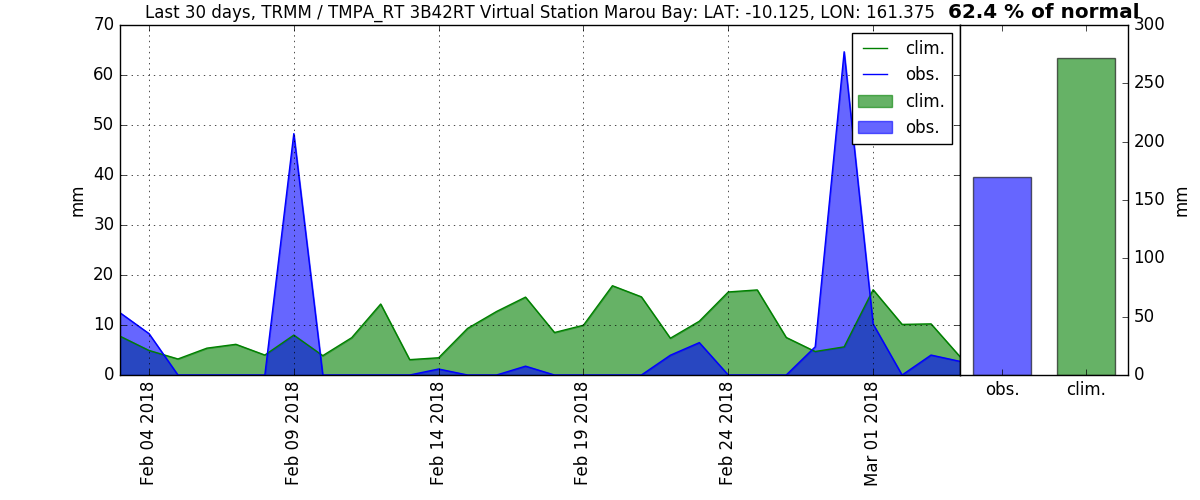 Last 30 days, TRMM / TMPA_RT 3B42RT Virtual Station Marou Bay: LAT: -10.125, LON: 161.375 62.4 % of normal
70
60
50
40
30
20
10
0
mm
clim.
obs.
clim.
obs.
Feb 04 2018
Feb 09 2018
Feb 14 2018
Feb 19 2018
Feb 24 2018
Mar 01 2018
300
250
200
150
100
50
0
mm
obs.
clim.